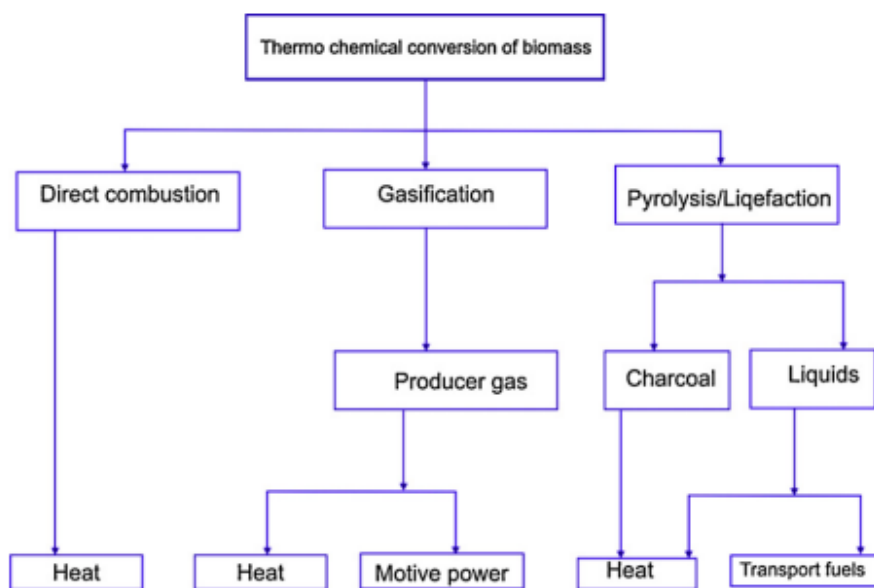 Thermo chemical conversion of biomass
Direct combustion
Gasification
Pyrolysis/Liqefaction
Producer gas
Charcoal
Liquids
Heat
Heat
Motive power
Heat
Transport fuels